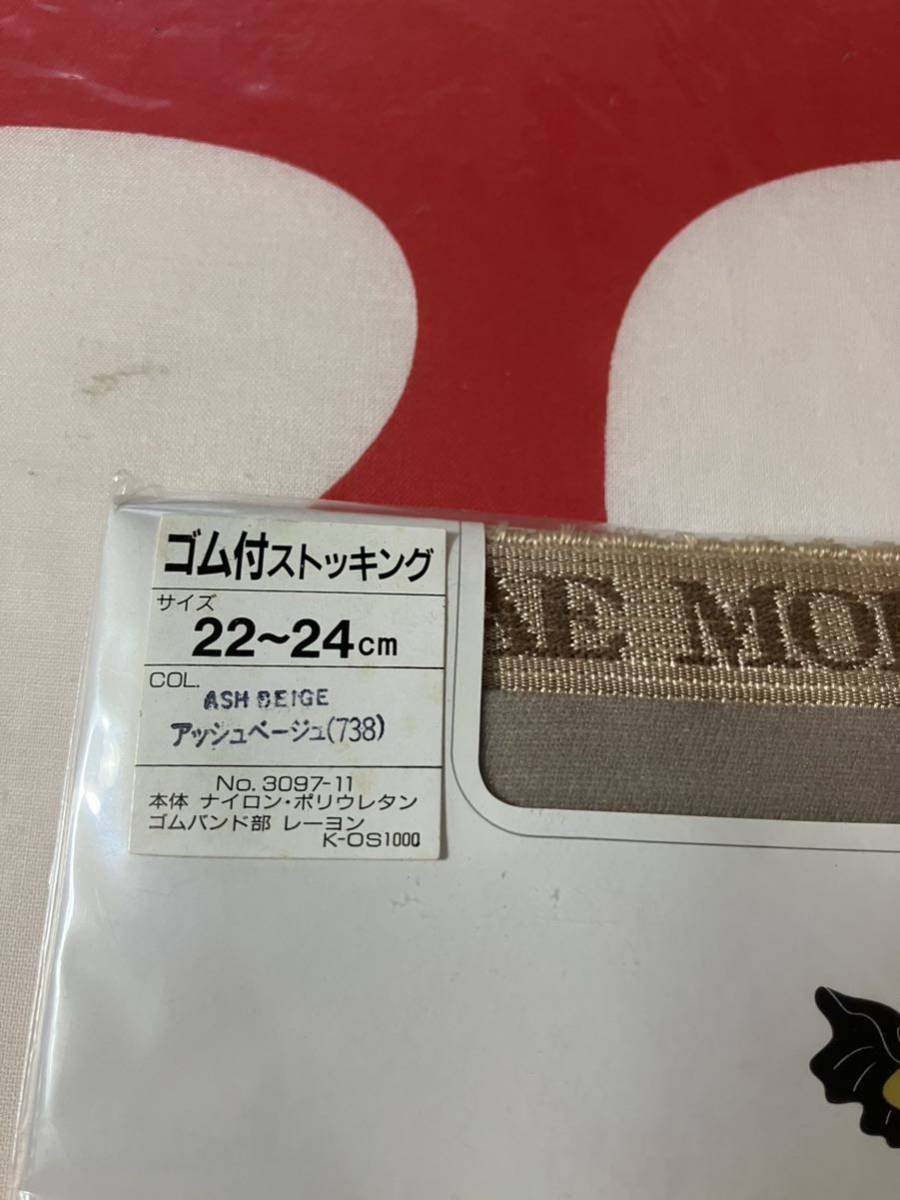 ゴム付ストッキング
サイズ
22~24cm
COL.
ASH BEIGE
アッシュベージュ(738)
No. 3097-11
本体 ナイロン・ポリウレタン
ゴムバンド部 レーヨン
K-OS1000